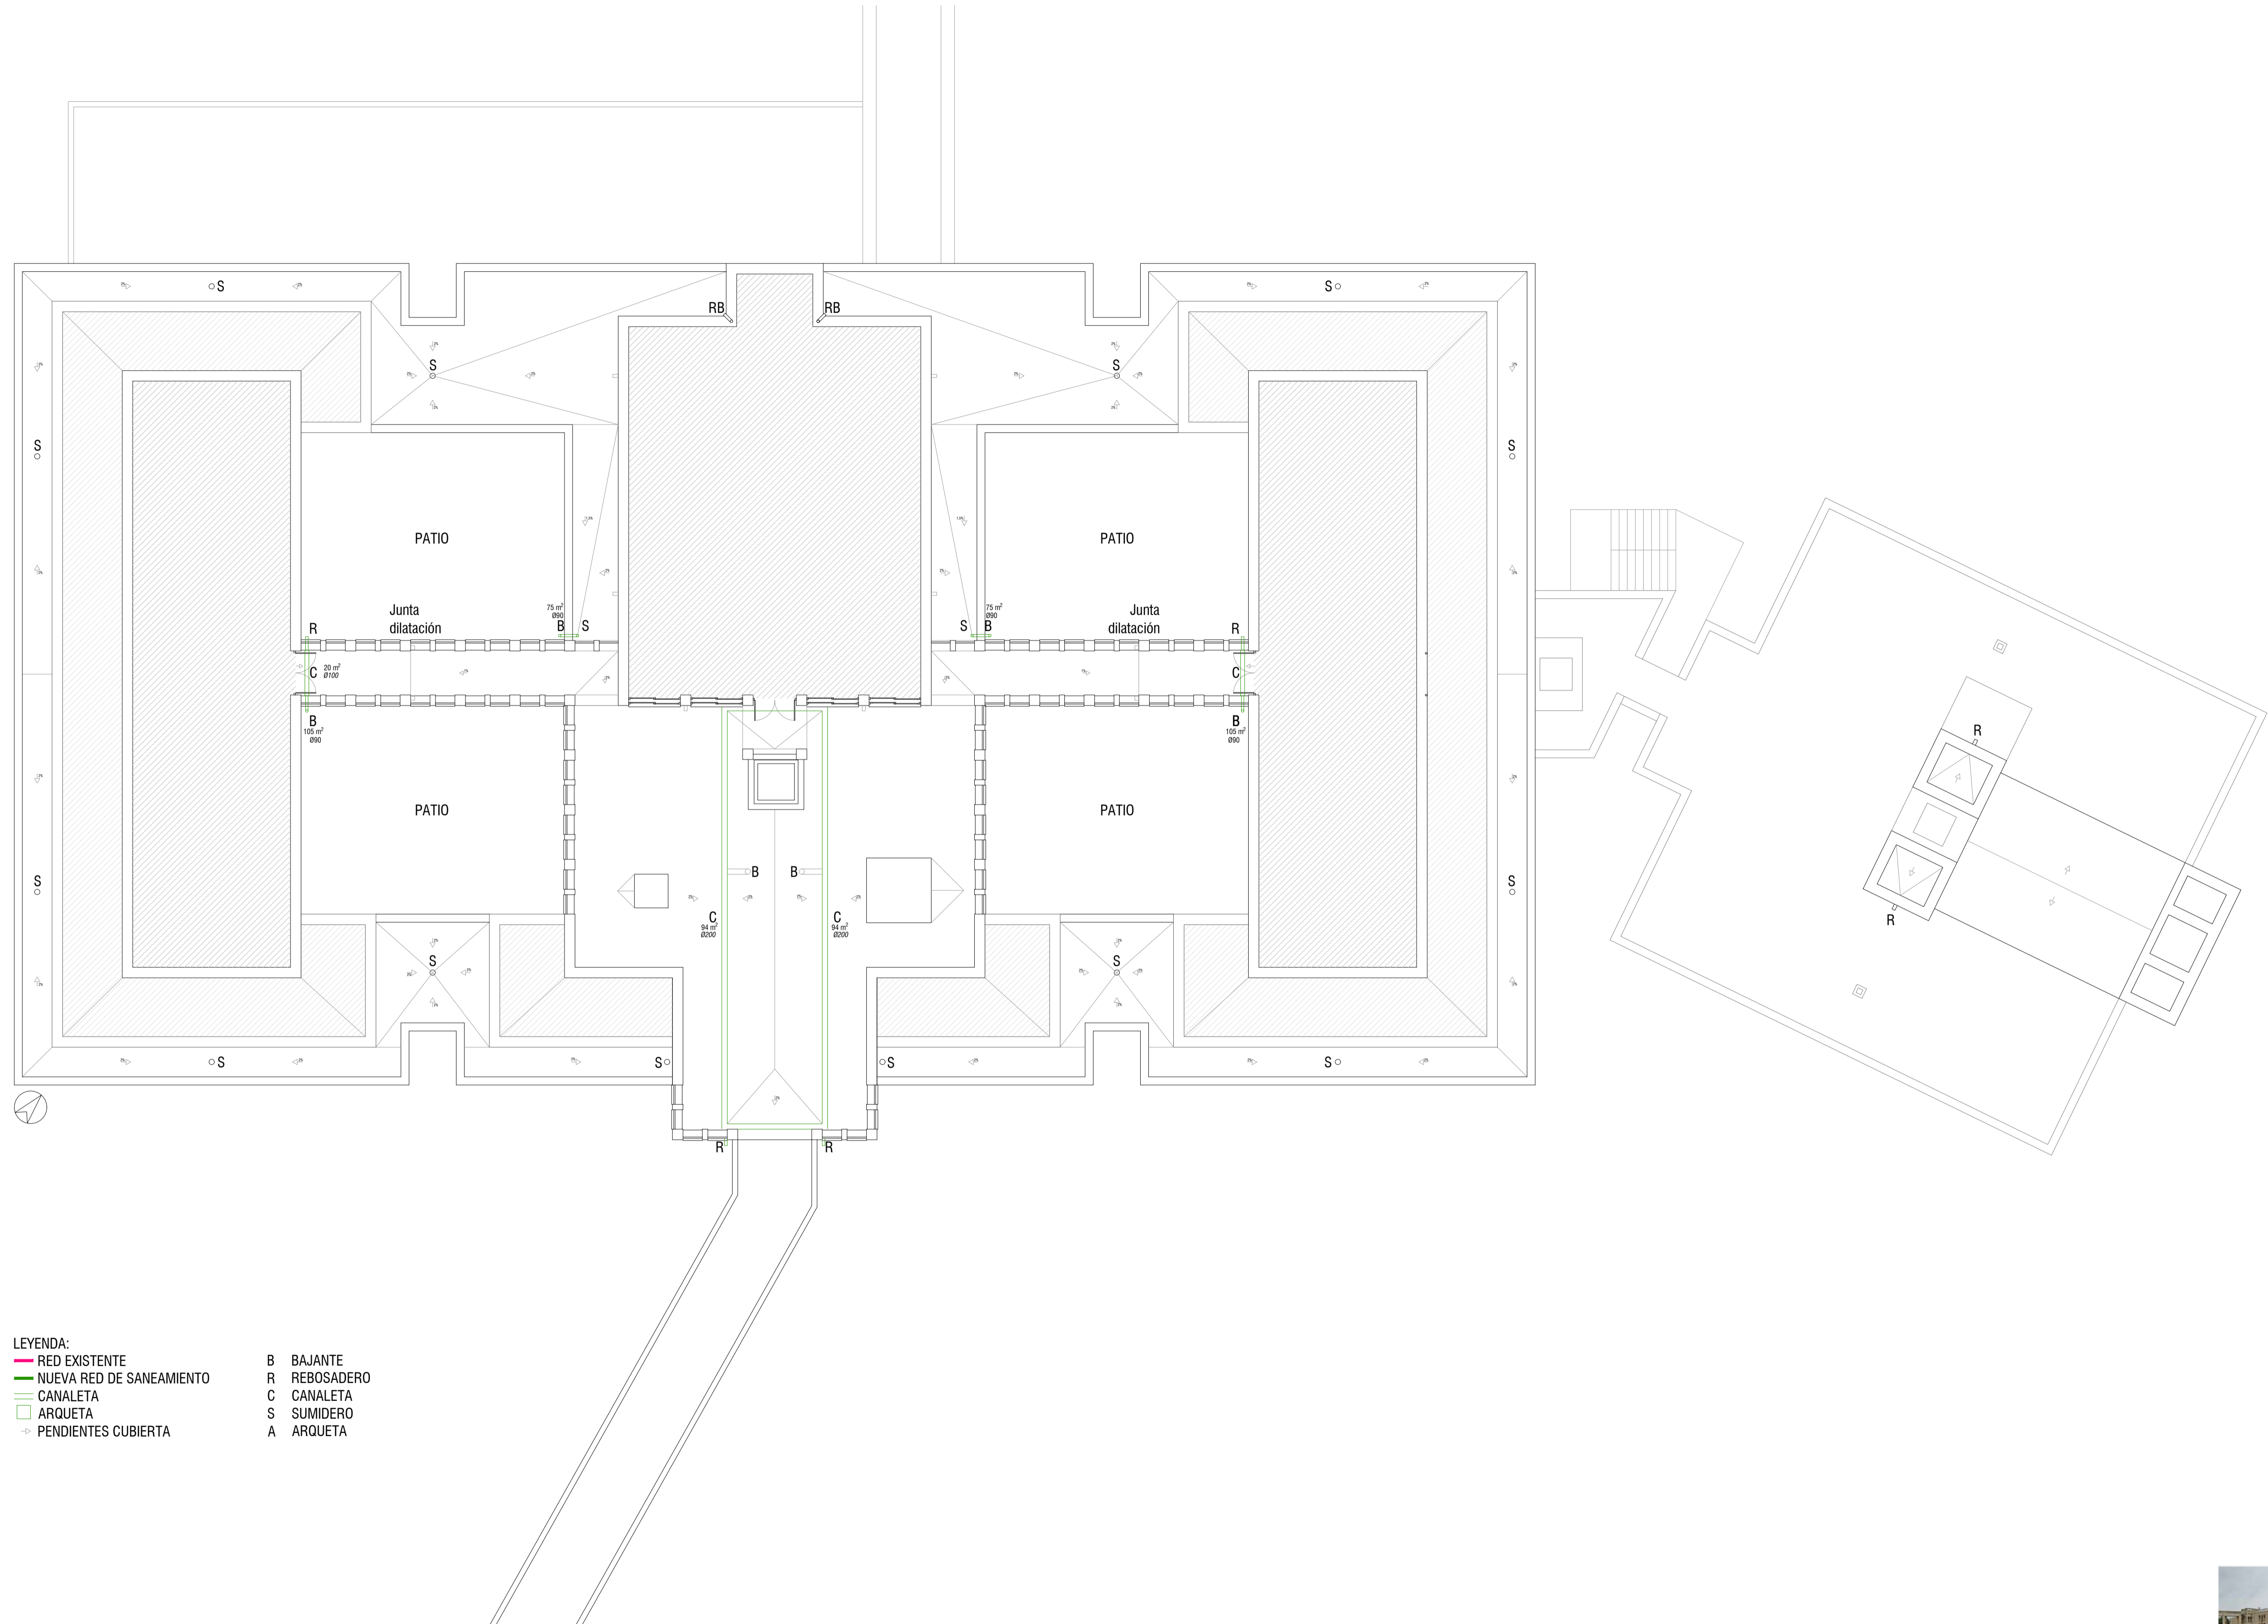 S
S
RB
RB
S
S
S
S
PATIO
PATIO
Junta
dilatación
75 m2
Ø90
B S
75 m2
Ø90
S B
Junta
dilatación
R
R
C
20 m2
Ø100
C
B
105 m2
Ø90
B
105 m2
Ø90
R
PATIO
PATIO
B
B
S
S
C
94 m2
Ø200
C
94 m2
Ø200
R
S
S
S
S
S
S
R
R
LEYENDA:
RED EXISTENTE
NUEVA RED DE SANEAMIENTO
CANALETA
ARQUETA
PENDIENTES CUBIERTA
B BAJANTE
R REBOSADERO
C CANALETA
S SUMIDERO
A ARQUETA